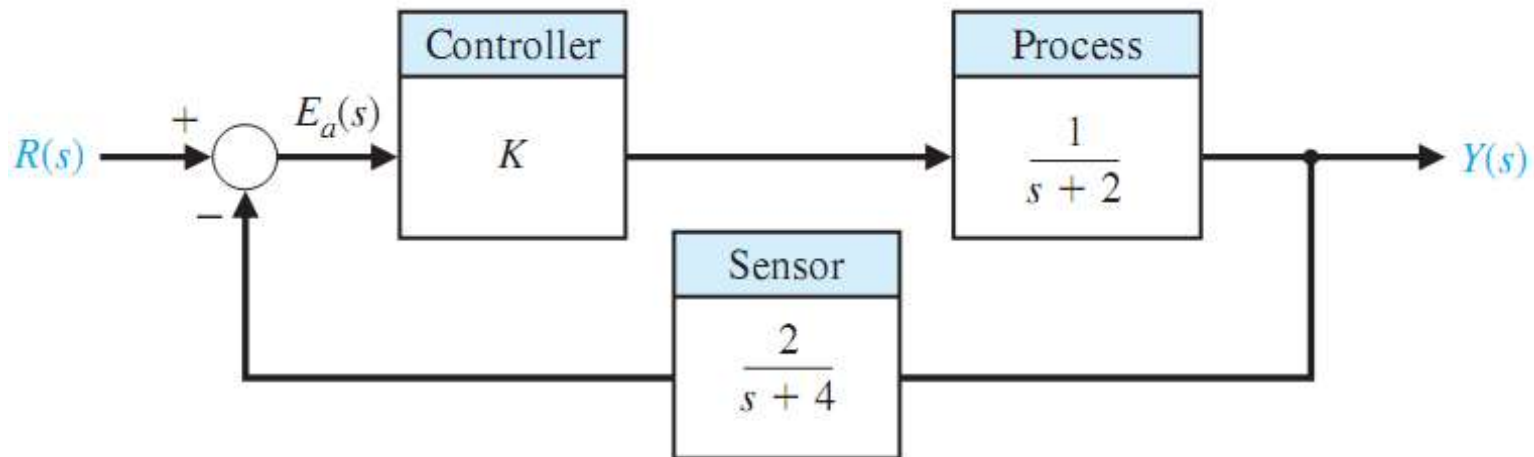 Controller
Process
+
E_a(s)
R(s)
K
1
s + 2
Y(s)
−
Sensor
2
s + 4